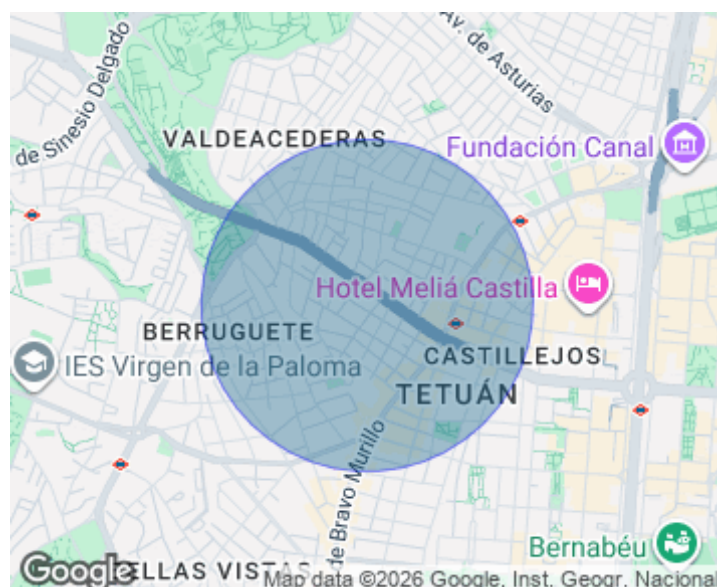 Av. de Asturias
de Sinesio Delgado
VALDEACEDERAS
Fundación Canal
Hotel Meliá Castilla
BERRUGUETE
IES Virgen de la Paloma
CASTILLEJOS
TETUÁN
de Bravo Murillo
Bernabéu
Google
ELLAS VISTAS
Map data ©2026 Google, Inst. Geogr. Nacional